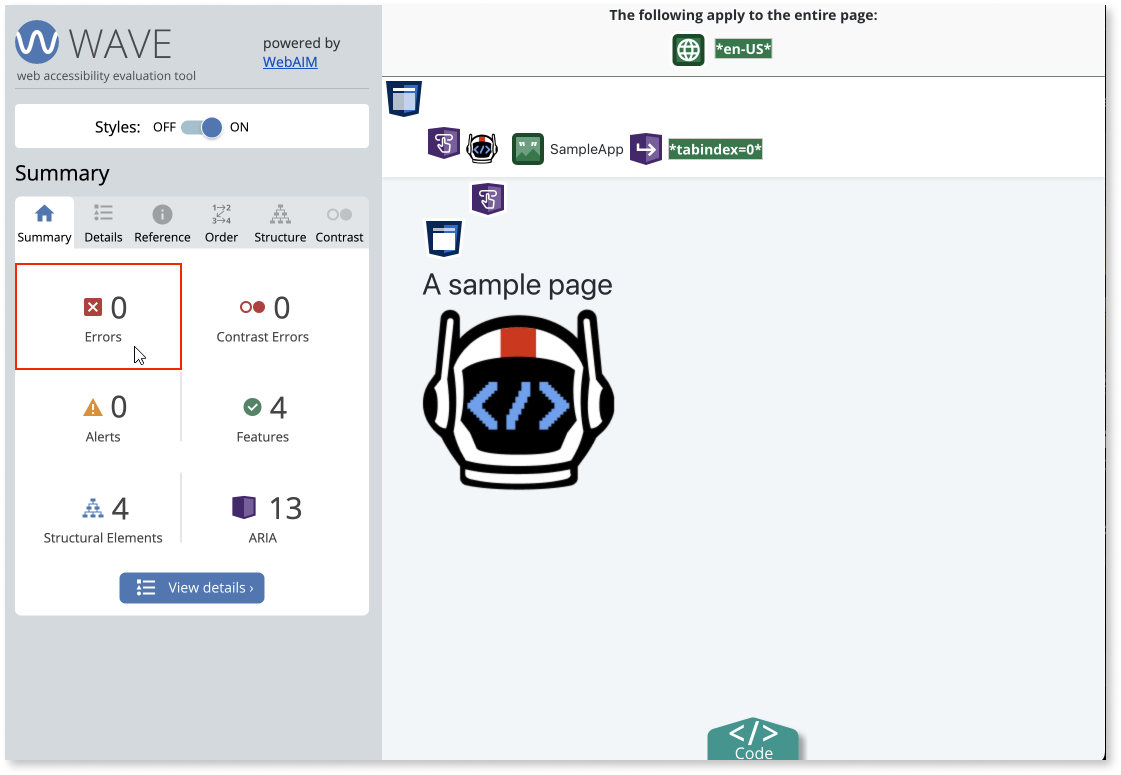 WAVE
web accessibility evaluation tool
powered by
WebAIM
Styles: OFF ON
Summary
Summary Details Reference Order Structure Contrast
0
Errors
0
Contrast Errors
0
Alerts
4
Features
4
Structural Elements
13
ARIA
View details ›
The following apply to the entire page:
*en-US*
SampleApp *tabindex=0*
A sample page
</>
</>
Code